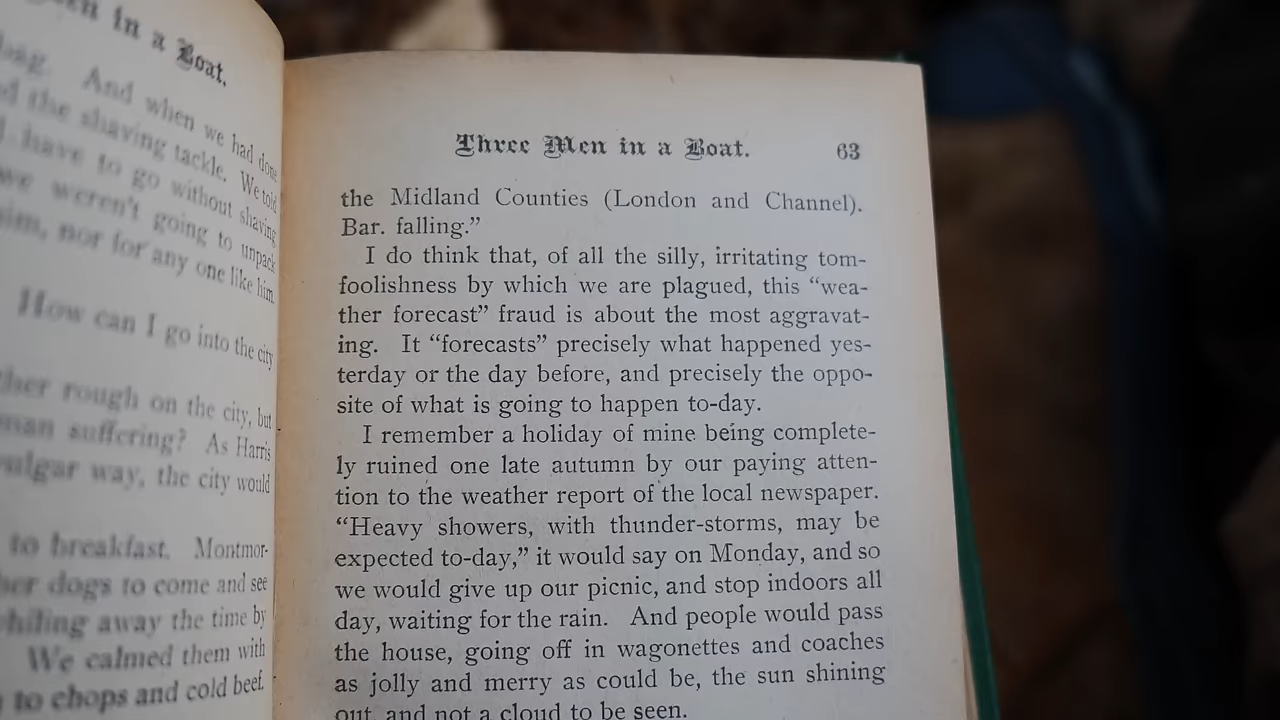 in a Boat.
And when we had done
the shaving tackle. We told
have to go without shaving
we weren't going to unpack
him, nor for any one like him.
How can I go into the city
rough on the city, but
suffering? As Harris
vulgar way, the city would
to breakfast. Montmor-
dogs to come and see
whiling away the time by
We calmed them with
to chops and cold beef.
Three Men in a Boat. 63
the Midland Counties (London and Channel).
Bar. falling.”
I do think that, of all the silly, irritating tom-
foolishness by which we are plagued, this “wea-
ther forecast” fraud is about the most aggravat-
ing. It “forecasts” precisely what happened yes-
terday or the day before, and precisely the oppo-
site of what is going to happen to-day.
I remember a holiday of mine being complete-
ly ruined one late autumn by our paying atten-
tion to the weather report of the local newspaper.
“Heavy showers, with thunder-storms, may be
expected to-day,” it would say on Monday, and so
we would give up our picnic, and stop indoors all
day, waiting for the rain. And people would pass
the house, going off in wagonettes and coaches
as jolly and merry as could be, the sun shining
out, and not a cloud to be seen.